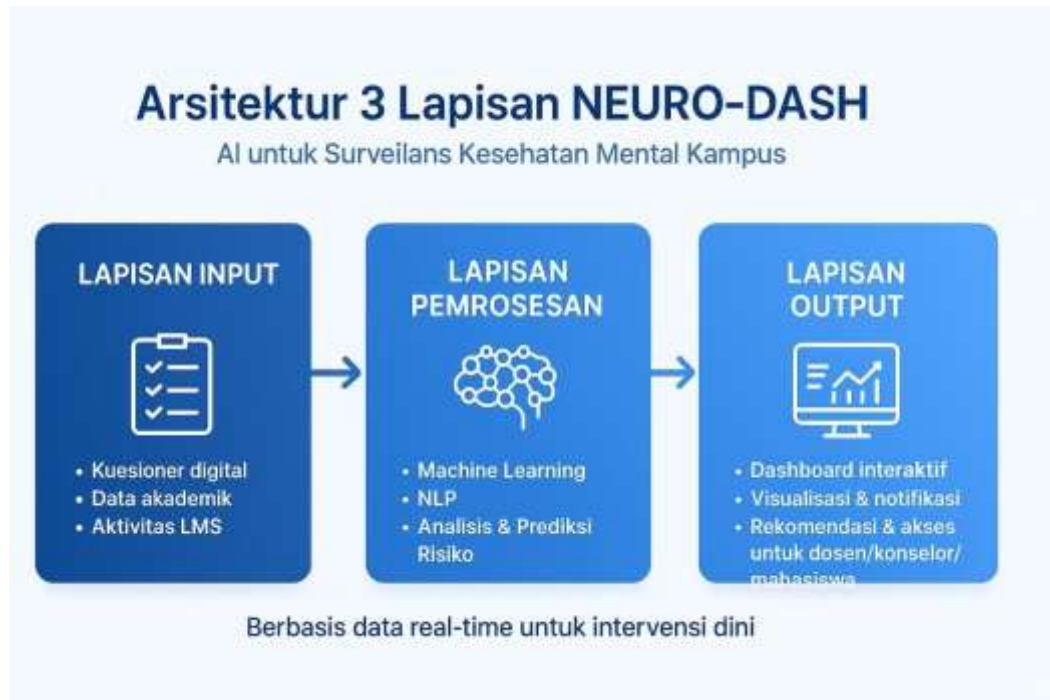 Arsitektur 3 Lapisan NEURO-DASH
AI untuk Surveilans Kesehatan Mental Kampus
LAPISAN INPUT
• Kuesioner digital
• Data akademik
• Aktivitas LMS
LAPISAN
PEMROSESAN
• Machine Learning
• NLP
• Analisis & Prediksi
Risiko
LAPISAN
OUTPUT
• Dashboard interaktif
• Visualisasi & notifikasi
• Rekomendasi & akses
untuk dosen/konselor/
mahasiswa
Berbasis data real-time untuk intervensi dini